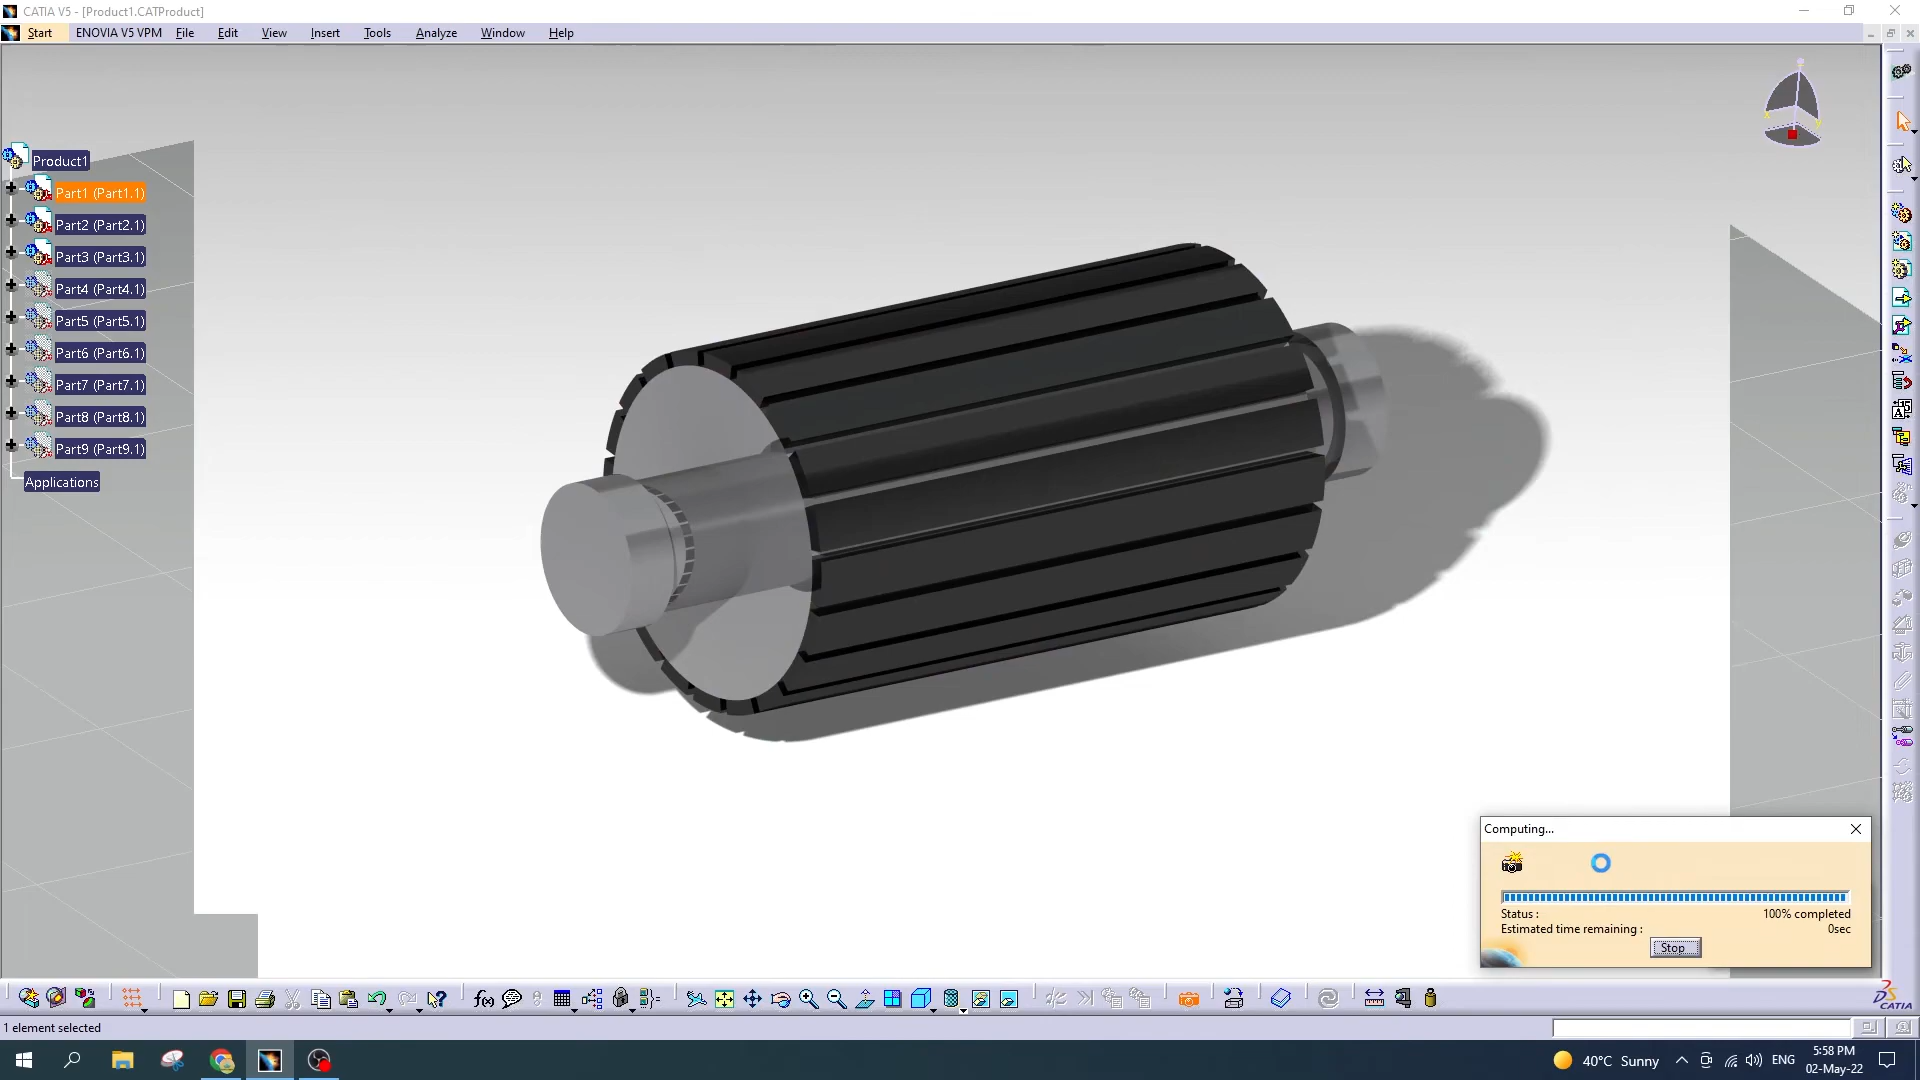 CATIA V5 - [Product1.CATProduct]
Start ENOVIA V5 VPM File Edit View Insert Tools Analyze Window Help
Product1
Part1 (Part1.1)
Part2 (Part2.1)
Part3 (Part3.1)
Part4 (Part4.1)
Part5 (Part5.1)
Part6 (Part6.1)
Part7 (Part7.1)
Part8 (Part8.1)
Part9 (Part9.1)
Applications
Computing...
Status : 100% completed
Estimated time remaining : 0sec
Stop
CATIA
1 element selected
40°C Sunny
ENG
5:58 PM
02-May-22